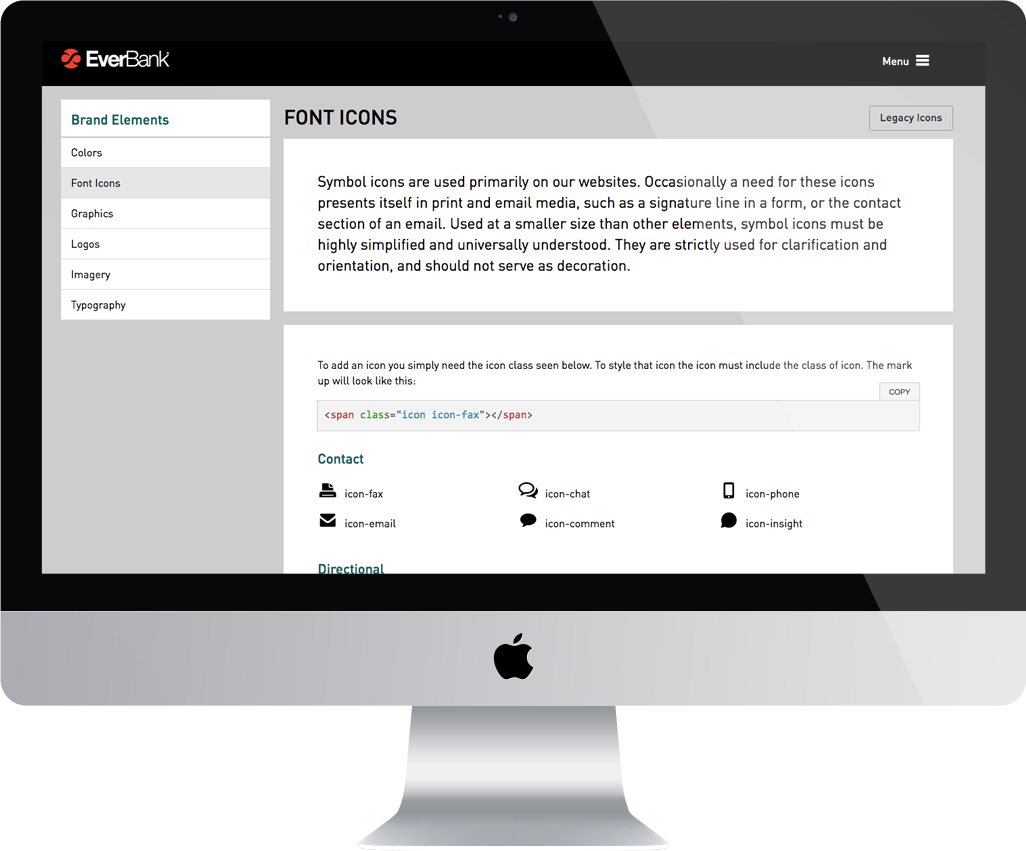 EverBank
Menu
Brand Elements
Colors
Font Icons
Graphics
Logos
Imagery
Typography
FONT ICONS
Legacy Icons
Symbol icons are used primarily on our websites. Occasionally a need for these icons
presents itself in print and email media, such as a signature line in a form, or the contact
section of an email. Used at a smaller size than other elements, symbol icons must be
highly simplified and universally understood. They are strictly used for clarification and
orientation, and should not serve as decoration.
To add an icon you simply need the icon class seen below. To style that icon the icon must include the class of icon. The mark
up will look like this:
COPY
<span class="icon icon-fax"></span>
Contact
icon-fax
icon-chat
icon-phone
icon-email
icon-comment
icon-insight
Directional